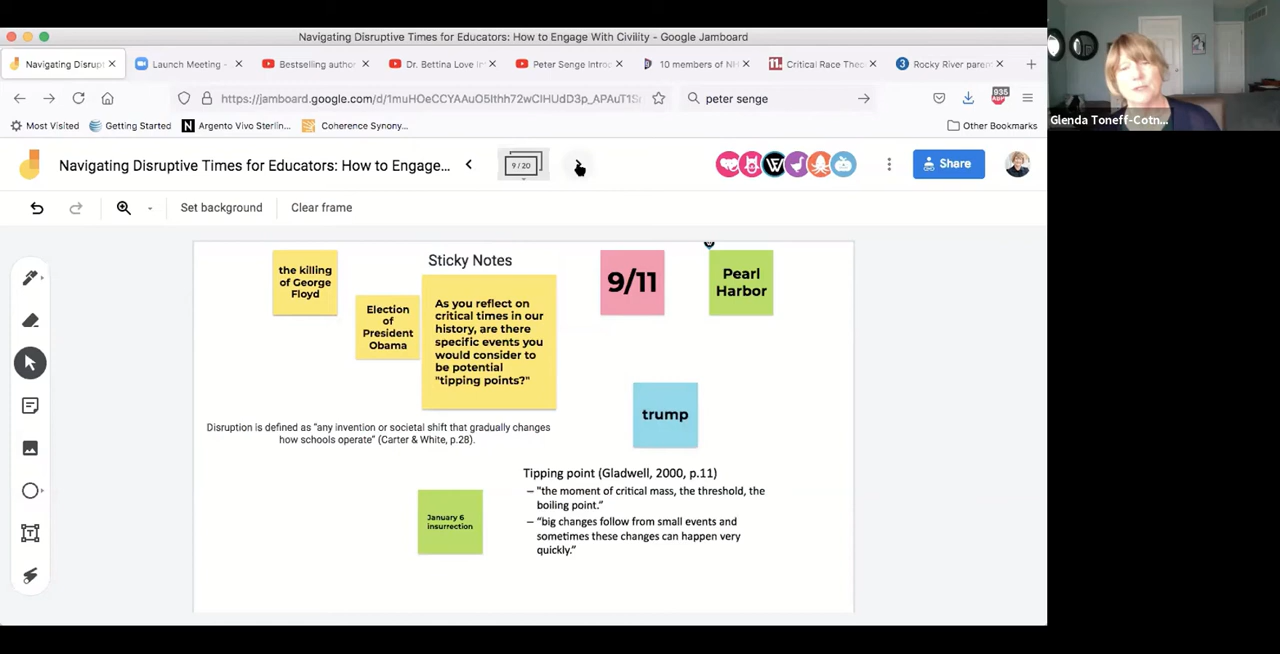 Navigating Disruptive Times for Educators: How to Engage With Civility - Google Jamboard
Navigating Disrupt
Launch Meeting -
Bestselling author
Dr. Bettina Love In
Peter Senge Introd
10 members of NH
Critical Race Theo
Rocky River paren
https://jamboard.google.com/d/
peter senge
935
ABP
Most Visited
Getting Started
Argento Vivo Sterlin...
Coherence Synony...
Other Bookmarks
Navigating Disruptive Times for Educators: How to Engage...
9 / 20
Share
Set background
Clear frame
the killing
of George
Floyd
Election
of
President
Obama
Sticky Notes
As you reflect on
critical times in our
history, are there
specific events you
would consider to
be potential
"tipping points?"
9/11
Pearl
Harbor
trump
Disruption is defined as “any invention or societal shift that gradually changes
how schools operate” (Carter & White, p.28).
January 6
insurrection
Tipping point (Gladwell, 2000, p.11)
– “the moment of critical mass, the threshold, the
boiling point.”
– “big changes follow from small events and
sometimes these changes can happen very
quickly.”
Glenda Toneff-Cotn...